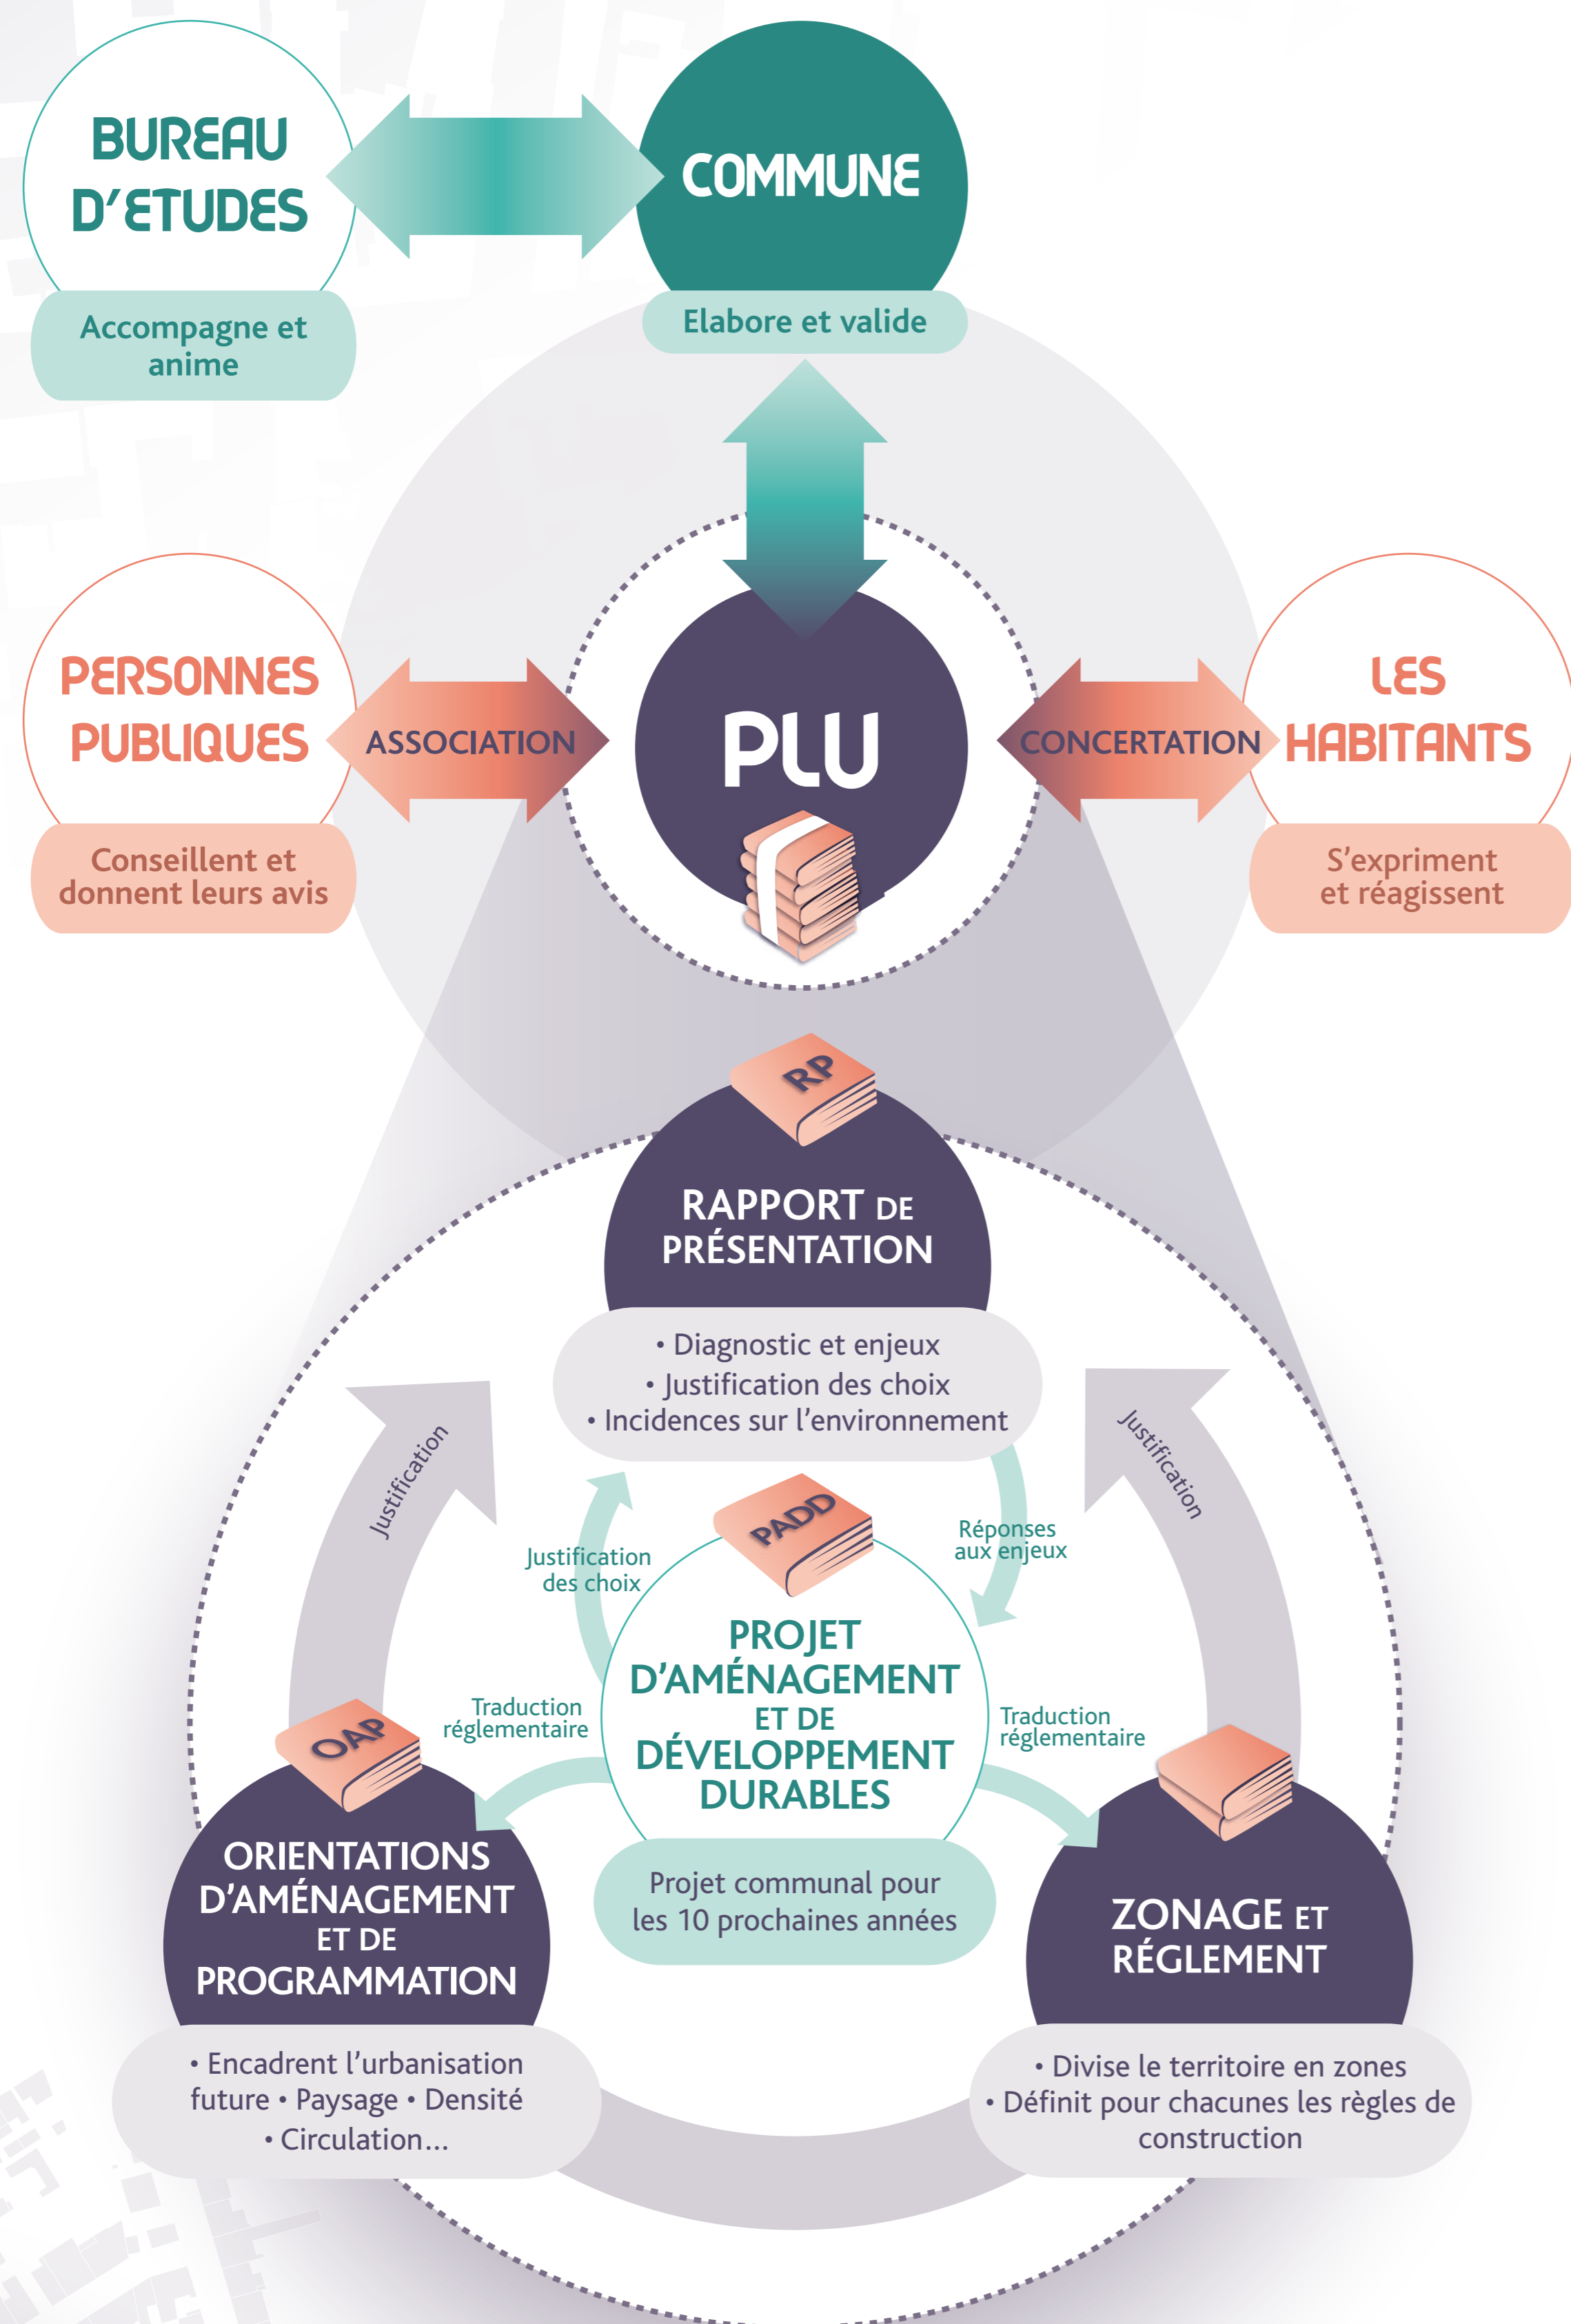 BUREAU
D'ETUDES
Accompagne et
anime
COMMUNE
Elabore et valide
PERSONNES
PUBLIQUES
Conseillent et
donnent leurs avis
ASSOCIATION
PLU
CONCERTATION
LES
HABITANTS
S'expriment
et réagissent
RP
RAPPORT DE
PRÉSENTATION
• Diagnostic et enjeux
• Justification des choix
• Incidences sur l'environnement
Justification
Justification
Justification
des choix
PADD
Réponses
aux enjeux
PROJET
D'AMÉNAGEMENT
ET DE
DÉVELOPPEMENT
DURABLES
Projet communal pour
les 10 prochaines années
Traduction
réglementaire
Traduction
réglementaire
OAP
ORIENTATIONS
D'AMÉNAGEMENT
ET DE
PROGRAMMATION
• Encadrent l'urbanisation
future • Paysage • Densité
• Circulation...
ZONAGE ET
RÉGLEMENT
• Divise le territoire en zones
• Définit pour chacunes les règles de
construction